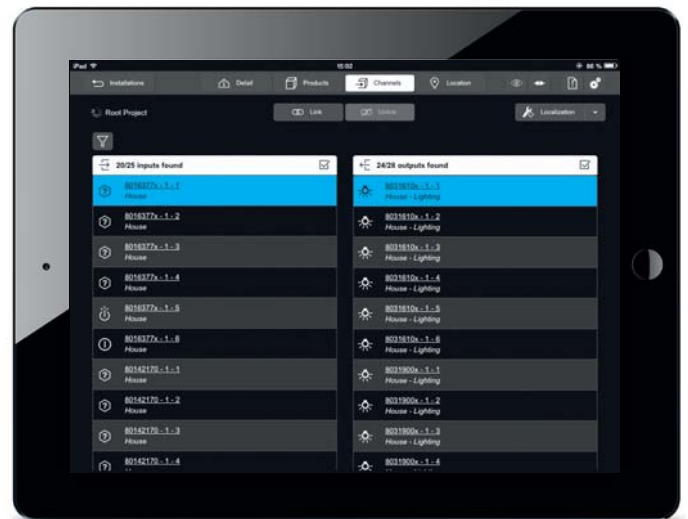 iPad 15:02 88 %
Installations Detail Products Channels Location
Root Project Link Unlink Localization
20/25 inputs found
8016377x - 1 - 1
House
8016377x - 1 - 2
House
8016377x - 1 - 3
House
8016377x - 1 - 4
House
8016377x - 1 - 5
House
8016377x - 1 - 6
House
80142170 - 1 - 1
House
80142170 - 1 - 2
House
80142170 - 1 - 3
House
80142170 - 1 - 4
24/28 outputs found
8031610x - 1 - 1
House - Lighting
8031610x - 1 - 2
House - Lighting
8031610x - 1 - 3
House - Lighting
8031610x - 1 - 4
House - Lighting
8031610x - 1 - 5
House - Lighting
8031610x - 1 - 6
House - Lighting
8031900x - 1 - 1
House - Lighting
8031900x - 1 - 2
House - Lighting
8031900x - 1 - 3
House - Lighting
8031900x - 1 - 4